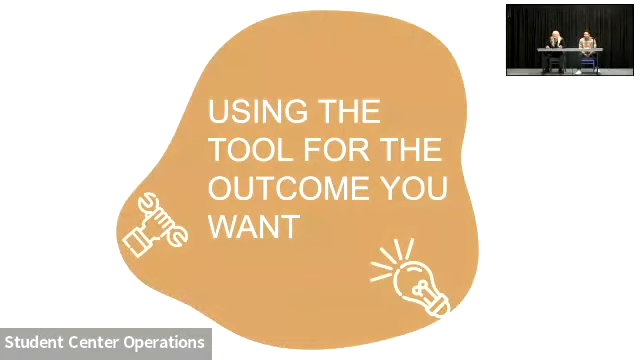 USING THE
TOOL FOR THE
OUTCOME YOU
WANT
Student Center Operations